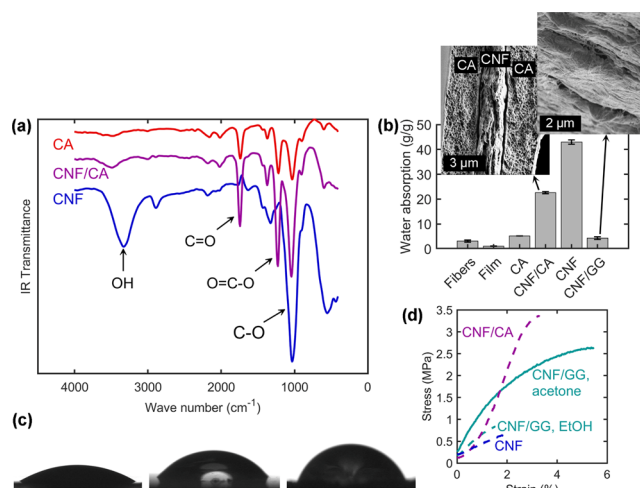 CA
CNF
CA
3 µm
2 µm
(a)
CA
CNF/CA
CNF
OH
C=O
O=C-O
C-O
IR Transmittance
4000
3000
2000
1000
0
Wave number (cm⁻¹)
(b)
50
40
30
20
10
0
Water absorption (g/g)
Fibers
Film
CA
CNF/CA
CNF
CNF/GG
(c)
(d)
3.5
3
2.5
2
1.5
1
0.5
0
Stress (MPa)
CNF/CA
CNF/GG,
acetone
CNF/GG, EtOH
CNF
0
2
4
6
Strain (%)